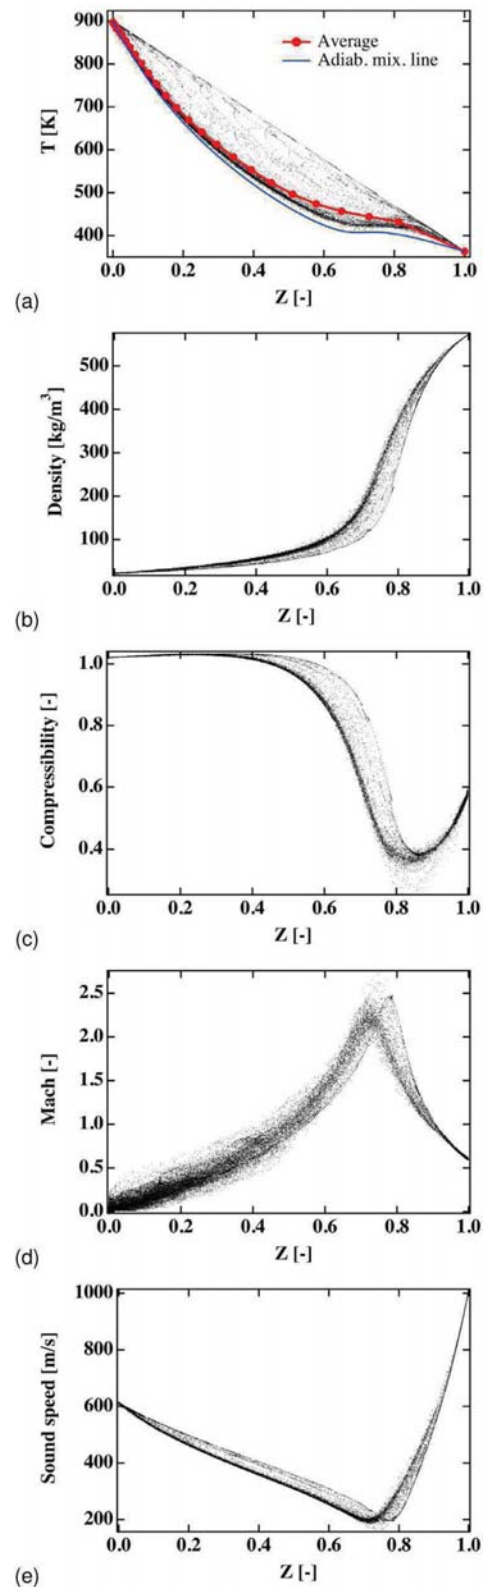 900
800
700
600
500
400
T [K]
Average
Adiab. mix. line
0.0 0.2 0.4 0.6 0.8 1.0
Z [-]
(a)
500
400
300
200
100
Density [kg/m³]
0.0 0.2 0.4 0.6 0.8 1.0
Z [-]
(b)
1.0
0.8
0.6
0.4
Compressibility [-]
0.0 0.2 0.4 0.6 0.8 1.0
Z [-]
(c)
2.5
2.0
1.5
1.0
0.5
0.0
Mach [-]
0.0 0.2 0.4 0.6 0.8 1.0
Z [-]
(d)
1000
800
600
400
200
Sound speed [m/s]
0.0 0.2 0.4 0.6 0.8 1.0
Z [-]
(e)